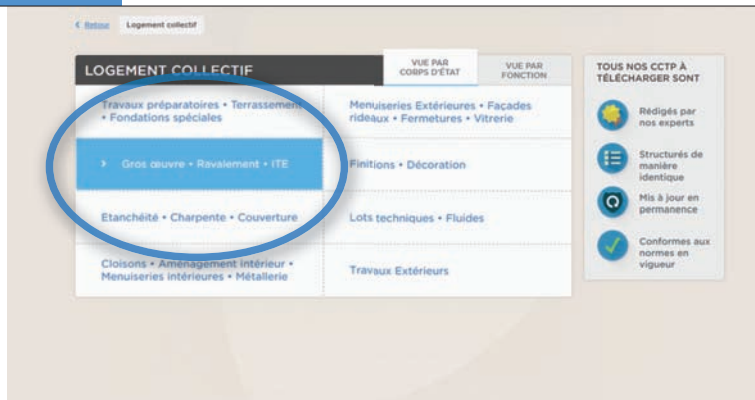 Retour Logement collectif
LOGEMENT COLLECTIF
VUE PAR
CORPS D'ÉTAT
VUE PAR
FONCTION
Travaux préparatoires • Terrassement
• Fondations spéciales
Menuiseries Extérieures • Façades
rideaux • Fermetures • Vitrerie
Gros œuvre • Ravalement • ITE
Finitions • Décoration
Etanchéité • Charpente • Couverture
Lots techniques • Fluides
Cloisons • Aménagement intérieur •
Menuiseries intérieures • Métallerie
Travaux Extérieurs
TOUS NOS CCTP À
TÉLÉCHARGER SONT
Rédigés par
nos experts
Structurés de
manière
identique
Mis à jour en
permanence
Conformes aux
normes en
vigueur